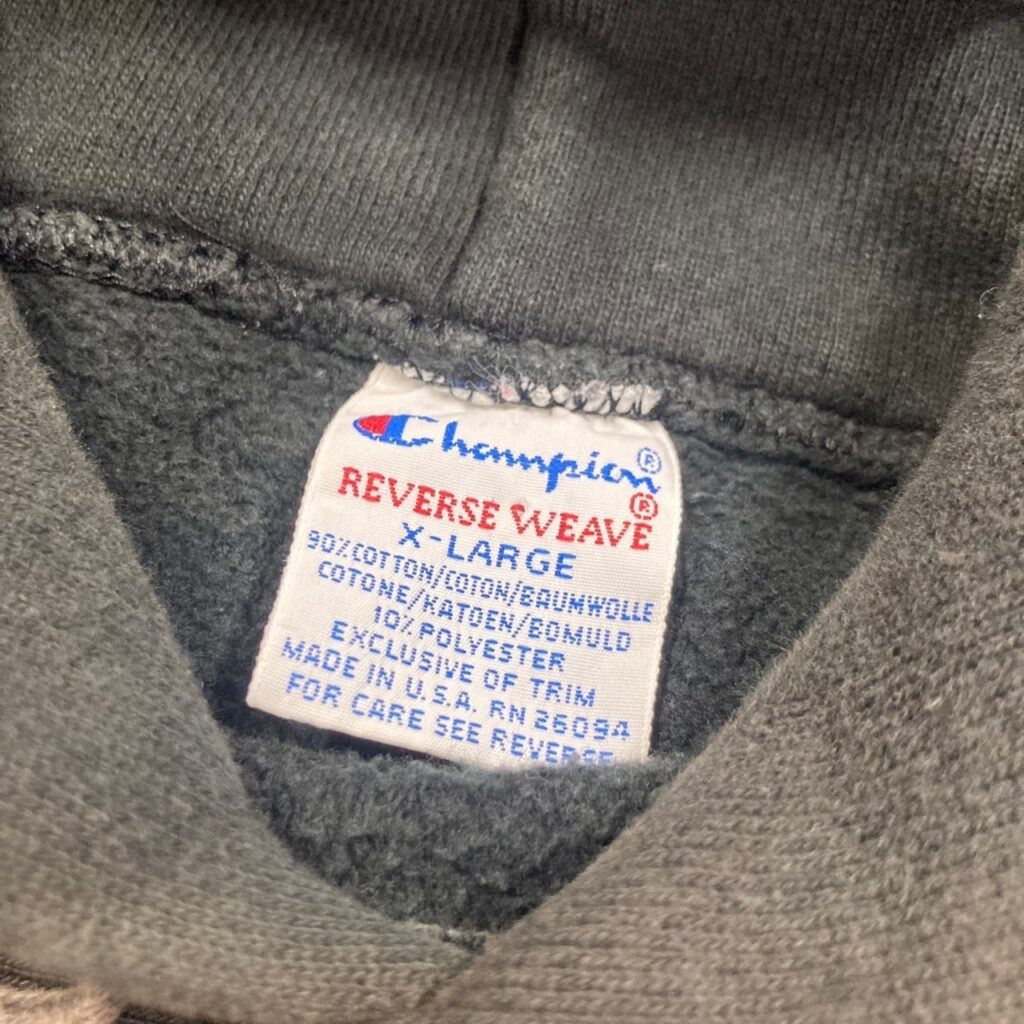 Champion®
REVERSE WEAVE®
X-LARGE
90% COTTON/COTON/BAUMWOLLE
COTONE/KATOEN/BOMULD
10% POLYESTER
EXCLUSIVE OF TRIM
MADE IN U.S.A. RN 26094
FOR CARE SEE REVERSE